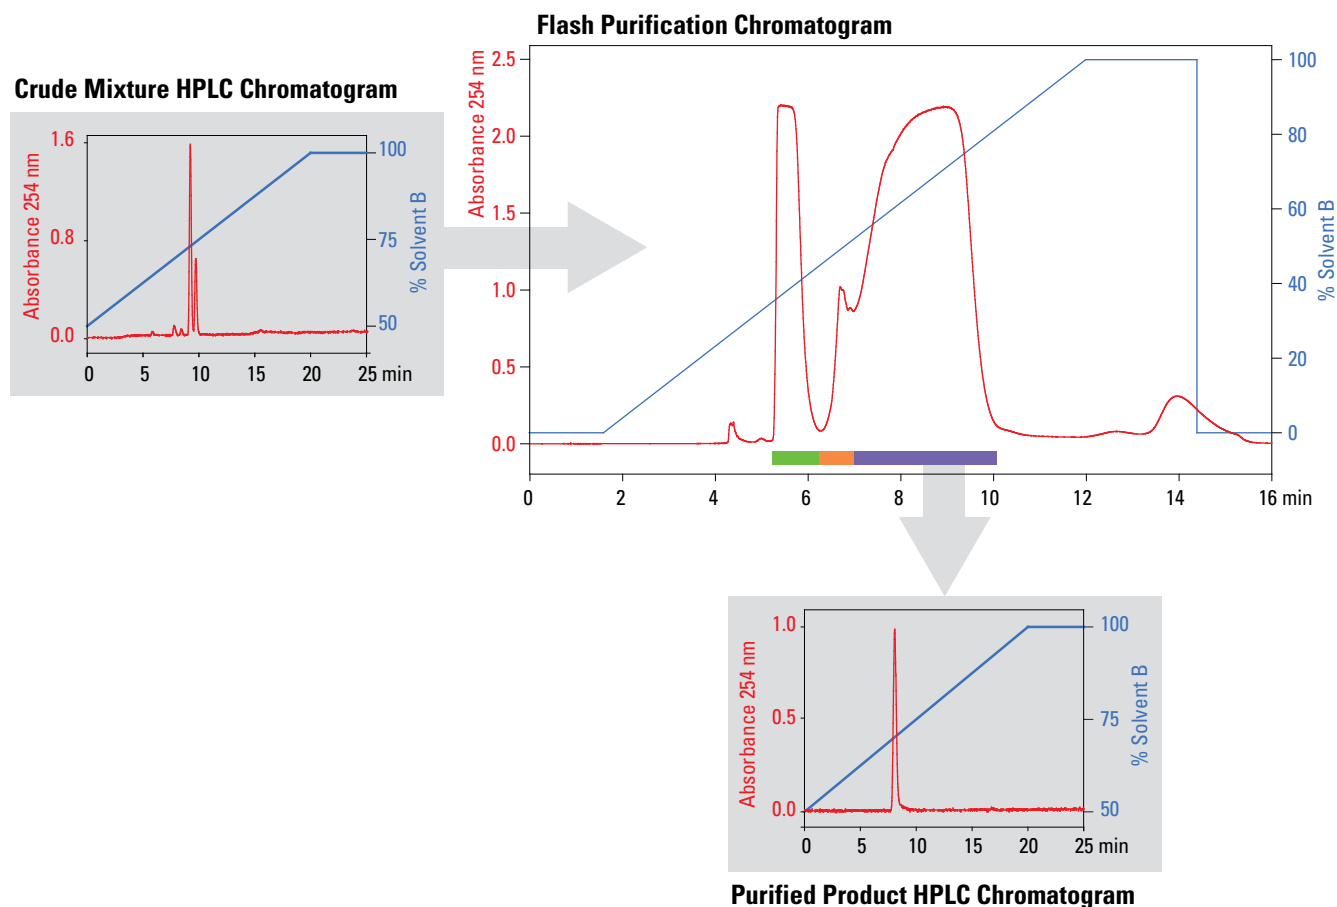 Flash Purification Chromatogram
Absorbance 254 nm
2.5
2.0
1.5
1.0
0.5
0.0
100
80
60
40
20
0
% Solvent B
0 2 4 6 8 10 12 14 16 min
Crude Mixture HPLC Chromatogram
Absorbance 254 nm
1.6
0.8
0.0
100
75
50
% Solvent B
0 5 10 15 20 25 min
Absorbance 254 nm
1.0
0.5
0.0
100
75
50
% Solvent B
0 5 10 15 20 25 min
Purified Product HPLC Chromatogram